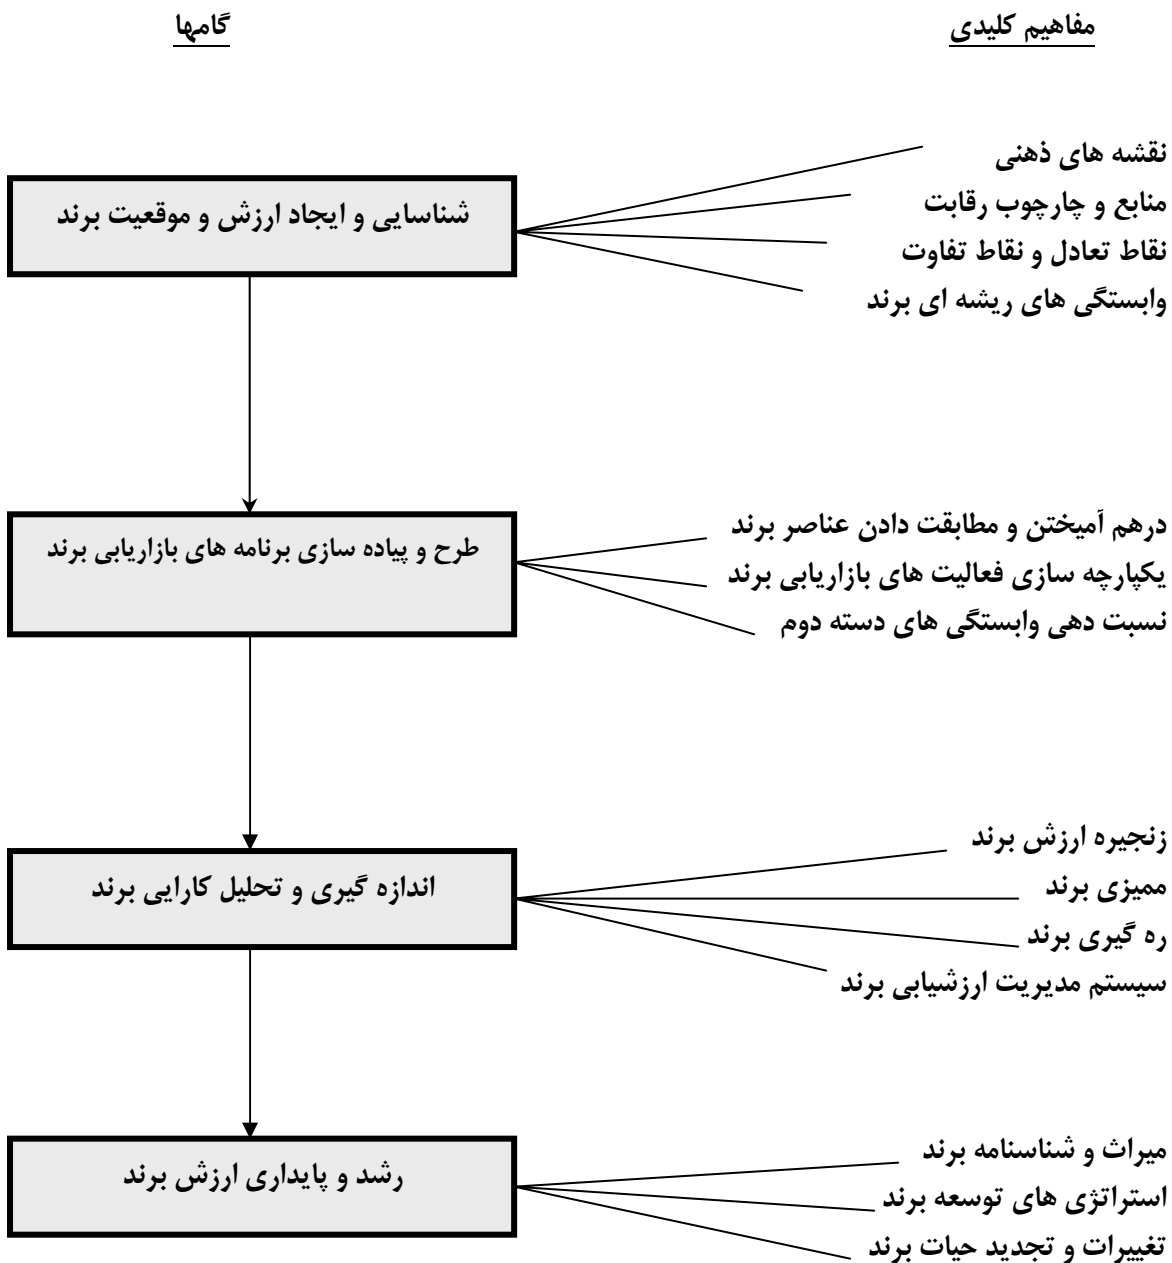 مفاهیم کلیدی
گامها
نقشه های ذهنی
منابع و چارچوب رقابت
نقاط تعادل و نقاط تفاوت
وابستگی های ریشه ای برند
شناسایی و ایجاد ارزش و موقعیت برند
درهم آمیختن و مطابقت دادن عناصر برند
یکپارچه سازی فعالیت های بازاریابی برند
نسبت دهی وابستگی های دسته دوم
طرح و پیاده سازی برنامه های بازاریابی برند
زنجیره ارزش برند
ممیزی برند
ره گیری برند
سیستم مدیریت ارزشیابی برند
اندازه گیری و تحلیل کارایی برند
میراث و شناسنامه برند
استراتژی های توسعه برند
تغییرات و تجدید حیات برند
رشد و پایداری ارزش برند